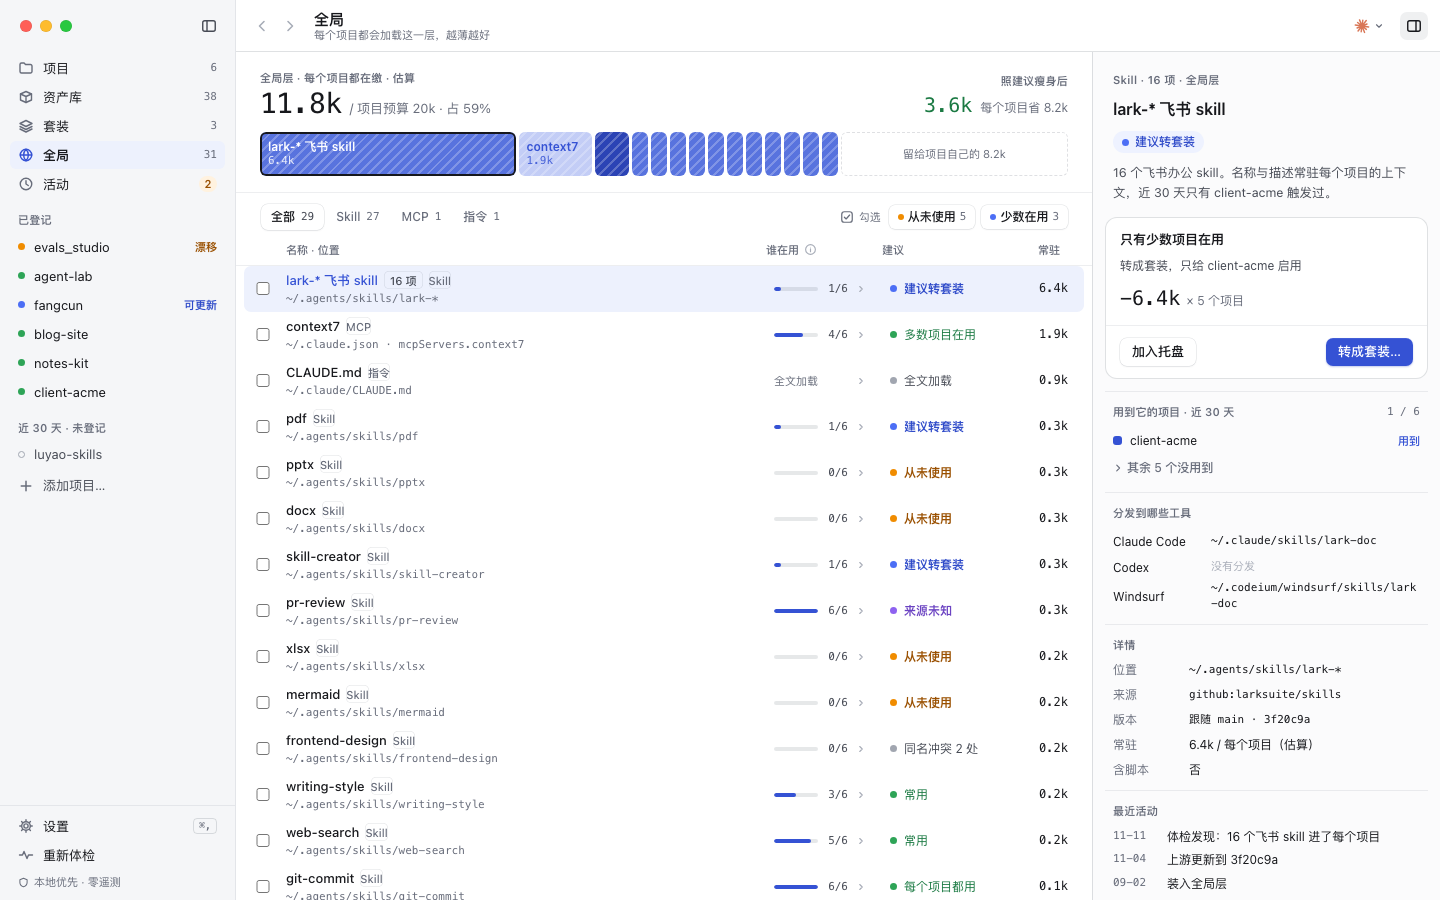 项目 6
资产库 38
套装 3
全局 31
活动 2
已登记
evals_studio 漂移
agent-lab
fangcun 可更新
blog-site
notes-kit
client-acme
近 30 天 · 未登记
luyao-skills
添加项目…
设置 ⌘,
重新体检
本地优先 · 零遥测
全局
每个项目都会加载这一层，越薄越好
全局层 · 每个项目都在缴 · 估算
11.8k / 项目预算 20k · 占 59%
照建议瘦身后
3.6k 每个项目省 8.2k
lark-* 飞书 skill
6.4k
context7
1.9k
留给项目自己的 8.2k
全部 29
Skill 27
MCP 1
指令 1
勾选
从未使用 5
少数在用 3
名称 · 位置 谁在用 建议 常驻
lark-* 飞书 skill 16 项 Skill
~/.agents/skills/lark-*
1/6 建议转套装 6.4k
context7 MCP
~/.claude.json · mcpServers.context7
4/6 多数项目在用 1.9k
CLAUDE.md 指令
~/.claude/CLAUDE.md
全文加载 全文加载 0.9k
pdf Skill
~/.agents/skills/pdf
1/6 建议转套装 0.3k
pptx Skill
~/.agents/skills/pptx
0/6 从未使用 0.3k
docx Skill
~/.agents/skills/docx
0/6 从未使用 0.3k
skill-creator Skill
~/.agents/skills/skill-creator
1/6 建议转套装 0.3k
pr-review Skill
~/.agents/skills/pr-review
6/6 来源未知 0.3k
xlsx Skill
~/.agents/skills/xlsx
0/6 从未使用 0.2k
mermaid Skill
~/.agents/skills/mermaid
0/6 从未使用 0.2k
frontend-design Skill
~/.agents/skills/frontend-design
0/6 同名冲突 2 处 0.2k
writing-style Skill
~/.agents/skills/writing-style
3/6 常用 0.2k
web-search Skill
~/.agents/skills/web-search
5/6 常用 0.2k
git-commit Skill
~/.agents/skills/git-commit
6/6 每个项目都用 0.1k
Skill · 16 项 · 全局层
lark-* 飞书 skill
建议转套装
16 个飞书办公 skill。名称与描述常驻每个项目的上下
文，近 30 天只有 client-acme 触发过。
只有少数项目在用
转成套装，只给 client-acme 启用
−6.4k × 5 个项目
加入托盘
转成套装…
用到它的项目 · 近 30 天 1 / 6
client-acme 用到
其余 5 个没用到
分发到哪些工具
Claude Code ~/.claude/skills/lark-doc
Codex 没有分发
Windsurf ~/.codeium/windsurf/skills/lark
-doc
详情
位置 ~/.agents/skills/lark-*
来源 github:larksuite/skills
版本 跟随 main · 3f20c9a
常驻 6.4k / 每个项目（估算）
含脚本 否
最近活动
11-11 体检发现：16 个飞书 skill 进了每个项目
11-04 上游更新到 3f20c9a
09-02 装入全局层